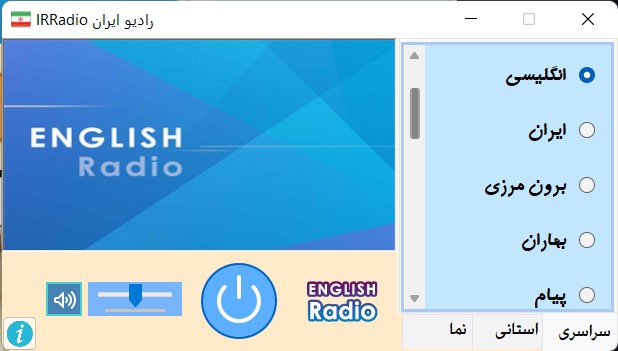 IRRadio رادیو ایران
ENGLISH
Radio
انگلیسی
ایران
برون مرزی
بهاران
پیام
ENGLISH
Radio
سراسری
استانی
نما